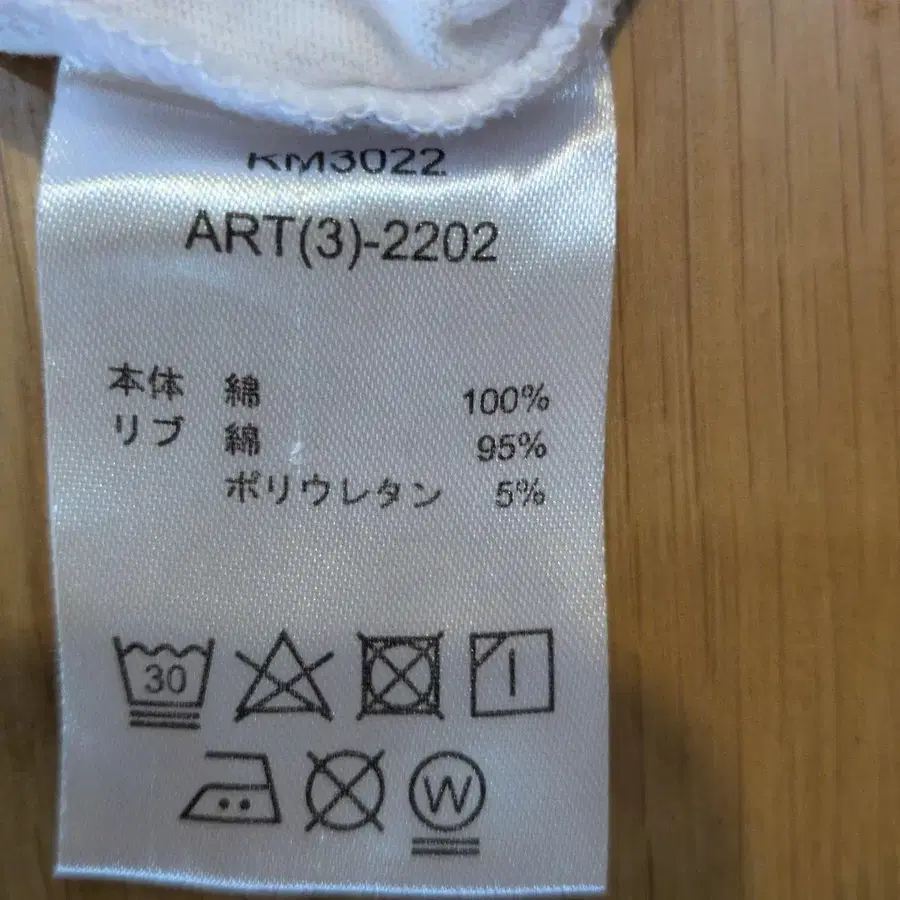 RM3022
ART(3)-2202
本体 綿 100%
リブ 綿 95%
ポリウレタン 5%
30
W